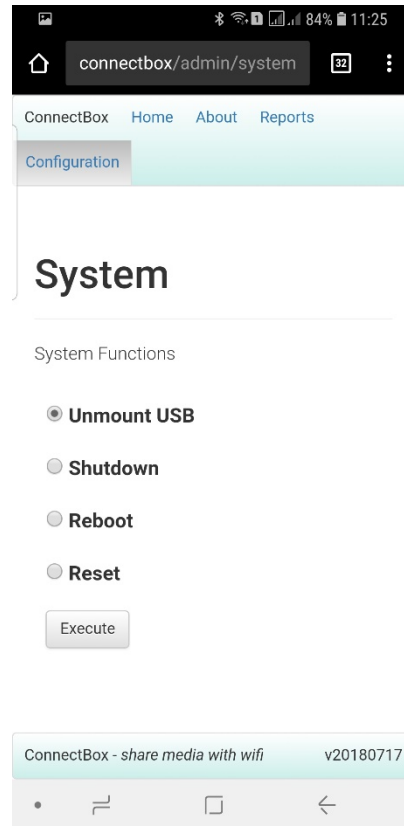 1 84% 11:25
connectbox/admin/system 32
ConnectBox Home About Reports
Configuration
System
System Functions
Unmount USB
Shutdown
Reboot
Reset
Execute
ConnectBox - share media with wifi v20180717